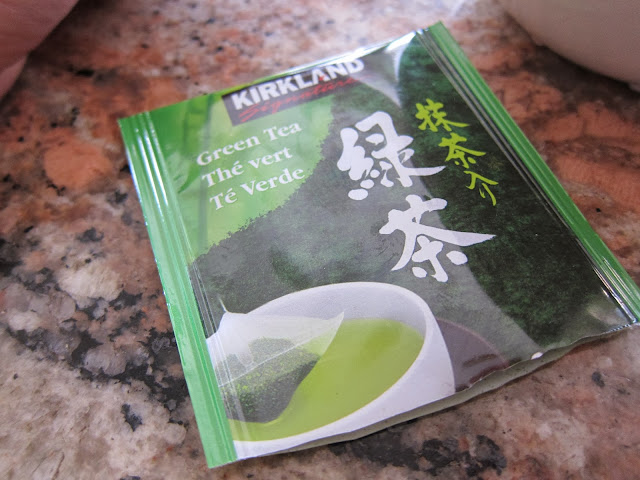 KIRKLAND
Signature
Green Tea
Thé vert
Té Verde
緑茶
抹茶入り